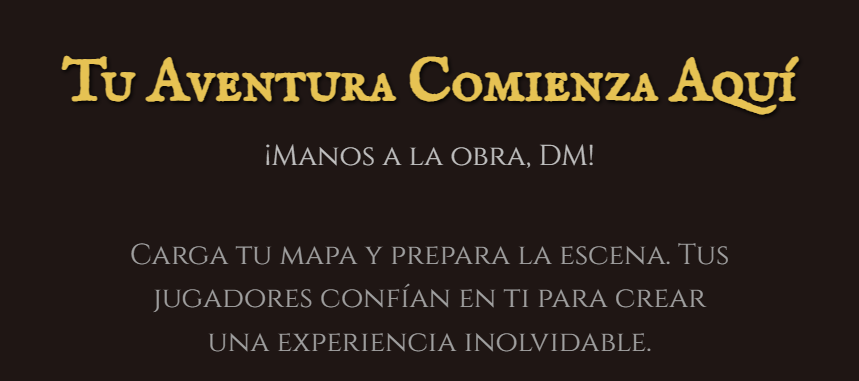 Tu Aventura Comienza Aquí
¡Manos a la obra, DM!
Carga tu mapa y prepara la escena. Tus
jugadores confían en ti para crear
una experiencia inolvidable.